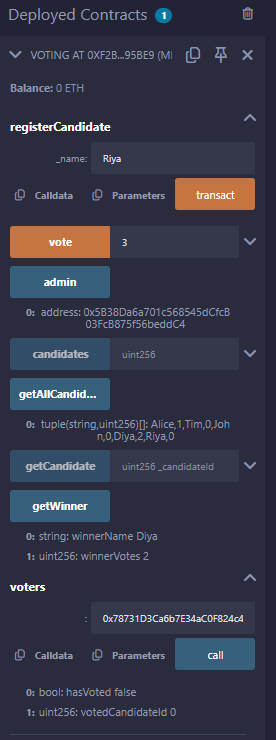 Deployed Contracts 1
VOTING AT 0XF2B...95BE9 (M
Balance: 0 ETH
registerCandidate
_name: Riya
Calldata Parameters transact
vote 3
admin
0: address: 0x5B38Da6a701c568545dCfcB
03FcB875f56beddC4
candidates uint256
getAllCandid...
0: tuple(string,uint256)[]: Alice,1,Tim,0,Joh
n,0,Diya,2,Riya,0
getCandidate uint256 _candidateId
getWinner
0: string: winnerName Diya
1: uint256: winnerVotes 2
voters
: 0x78731D3Ca6b7E34aC0F824c4
Calldata Parameters call
0: bool: hasVoted false
1: uint256: votedCandidateId 0